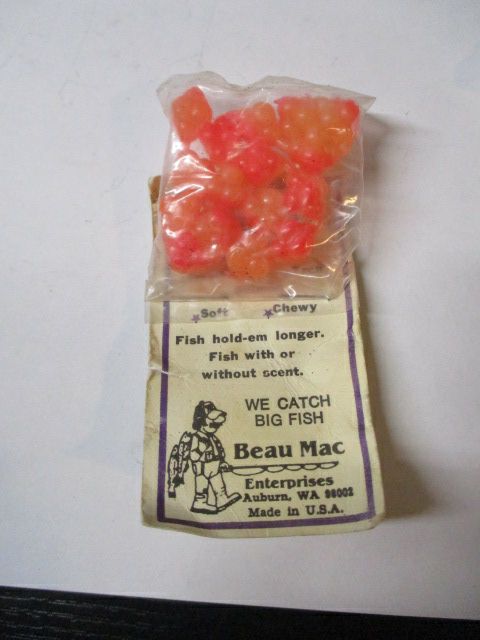 ★Soft ★Chewy
Fish hold-em longer.
Fish with or
without scent.
WE CATCH
BIG FISH
Beau Mac
Enterprises
Auburn, WA 98002
Made in U.S.A.